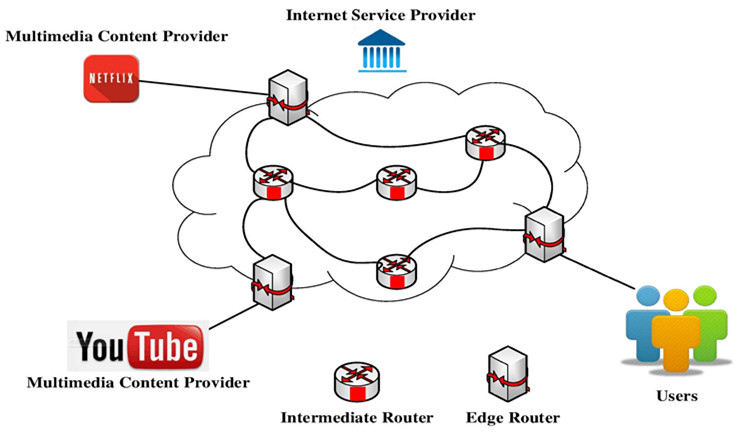 Internet Service Provider
Multimedia Content Provider
NETFLIX
YouTube
Multimedia Content Provider
Users
Intermediate Router
Edge Router